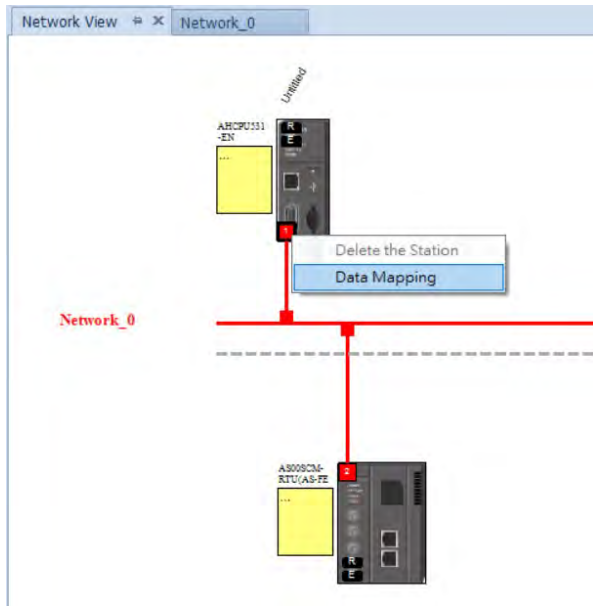 Network View
Network_0
Untitled
AHCPU531
-EN
R
E
...
1
Delete the Station
Data Mapping
Network_0
AS00SCM-
RTU(AS-FE
2
...
R
E